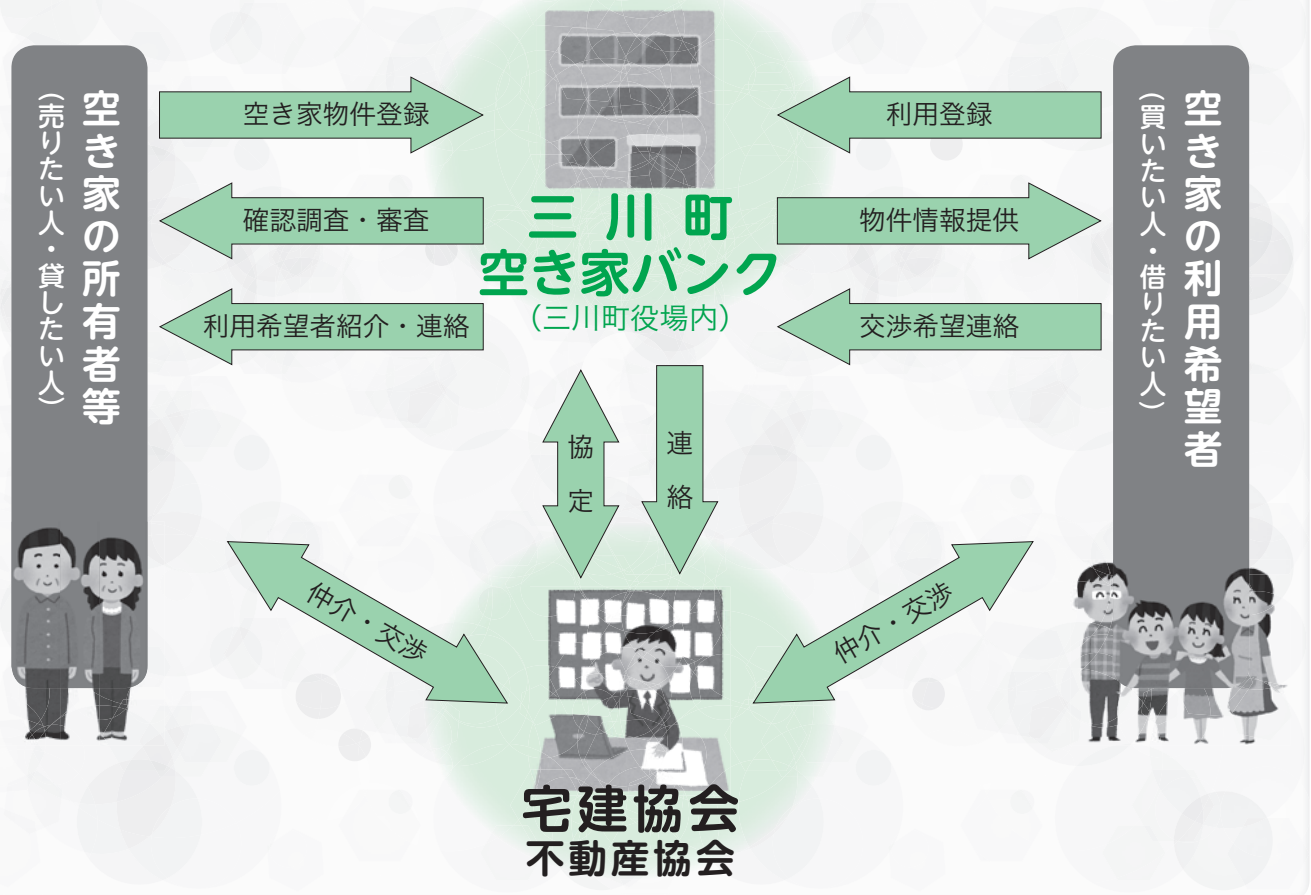 空き家の所有者等
（売りたい人・貸したい人）
空き家物件登録
確認調査・審査
利用希望者紹介・連絡
三川町
空き家バンク
（三川町役場内）
利用登録
物件情報提供
交渉希望連絡
空き家の利用希望者
（買いたい人・借りたい人）
協定
連絡
仲介・交渉
仲介・交渉
宅建協会
不動産協会